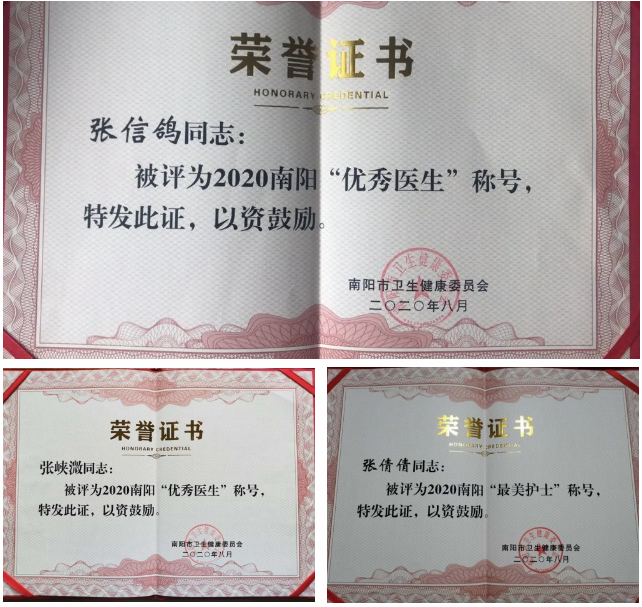 荣誉证书
HONORARY CREDENTIAL
张信鸽同志：
被评为2020南阳“优秀医生”称号，
特发此证，以资鼓励。
南阳市卫生健康委员会
二〇二〇年八月
荣誉证书
HONORARY CREDENTIAL
张峡溦同志：
被评为2020南阳“优秀医生”称号，
特发此证，以资鼓励。
南阳市卫生健康委员会
二〇二〇年八月
荣誉证书
HONORARY CREDENTIAL
张倩倩同志：
被评为2020南阳“最美护士”称号，
特发此证，以资鼓励。
南阳市卫生健康委员会
二〇二〇年八月